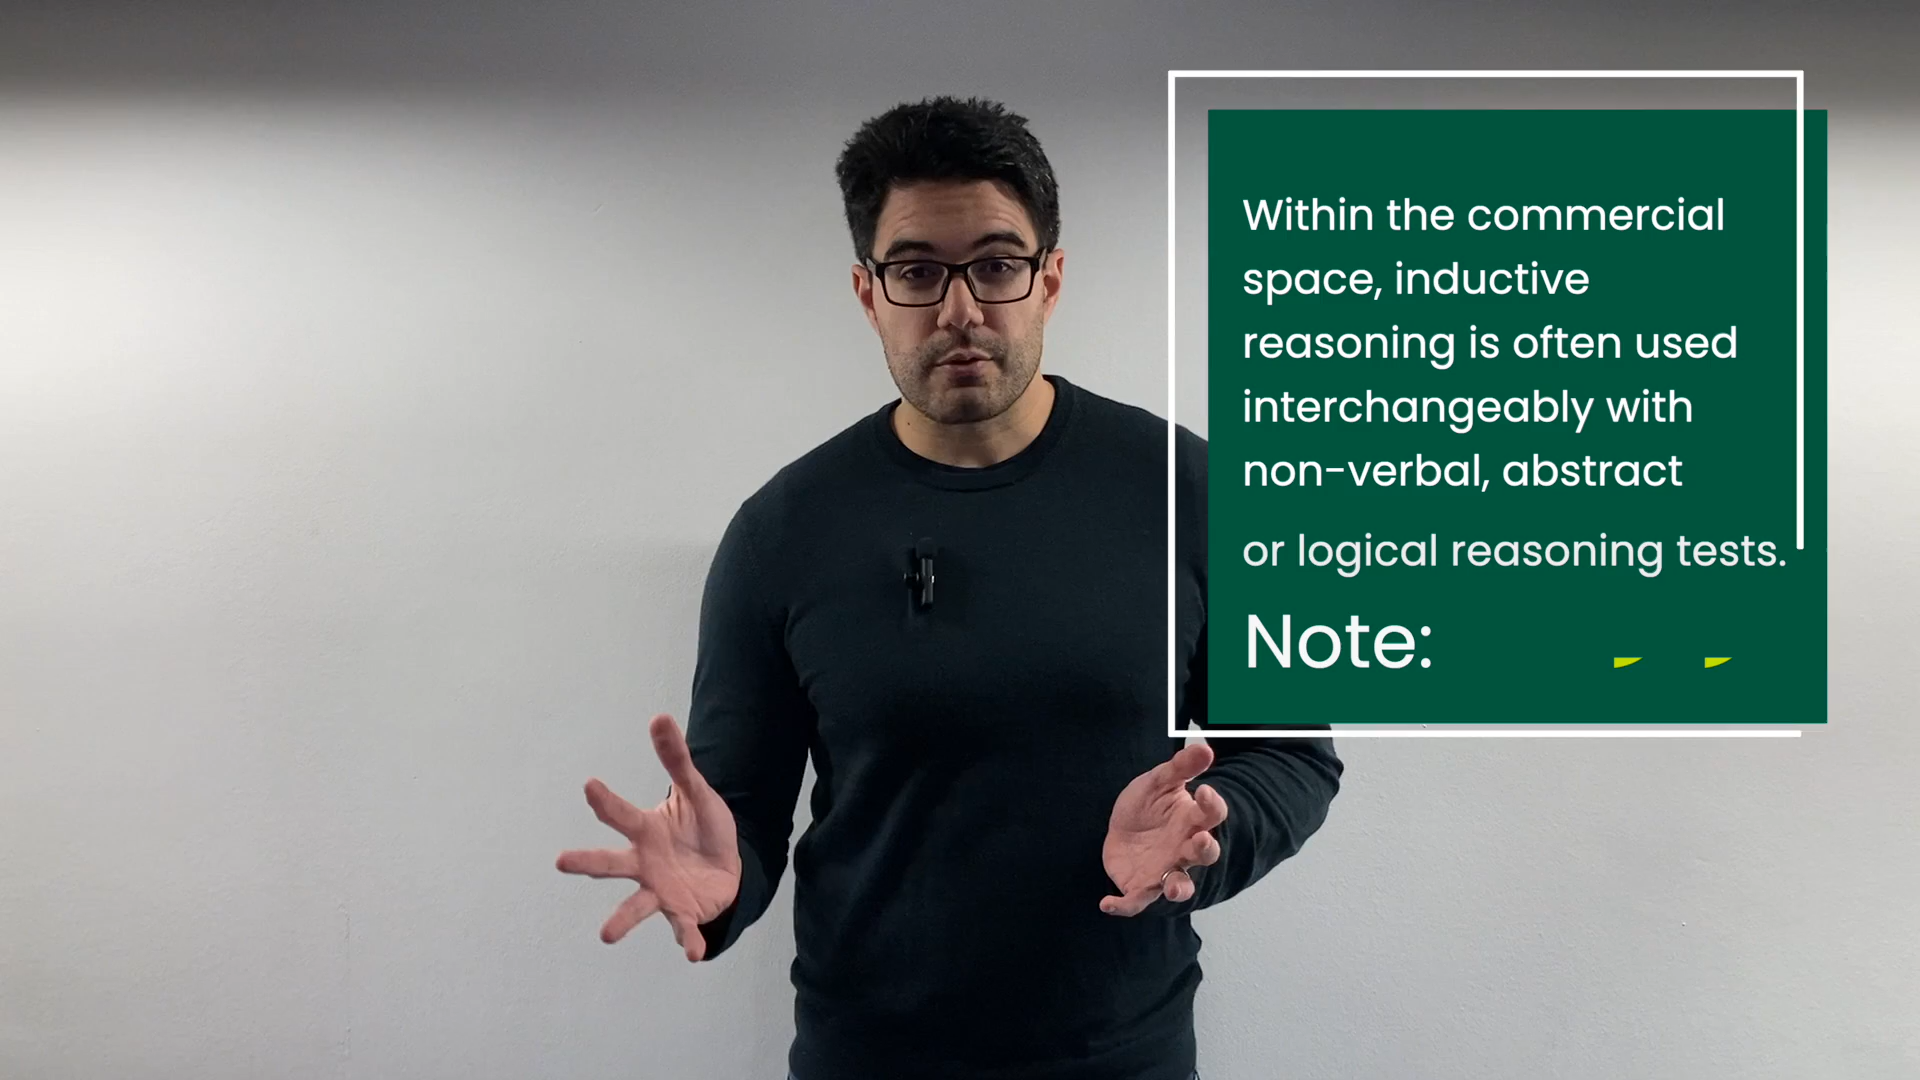 Within the commercial
space, inductive
reasoning is often used
interchangeably with
non-verbal, abstract
or logical reasoning tests.
Note: